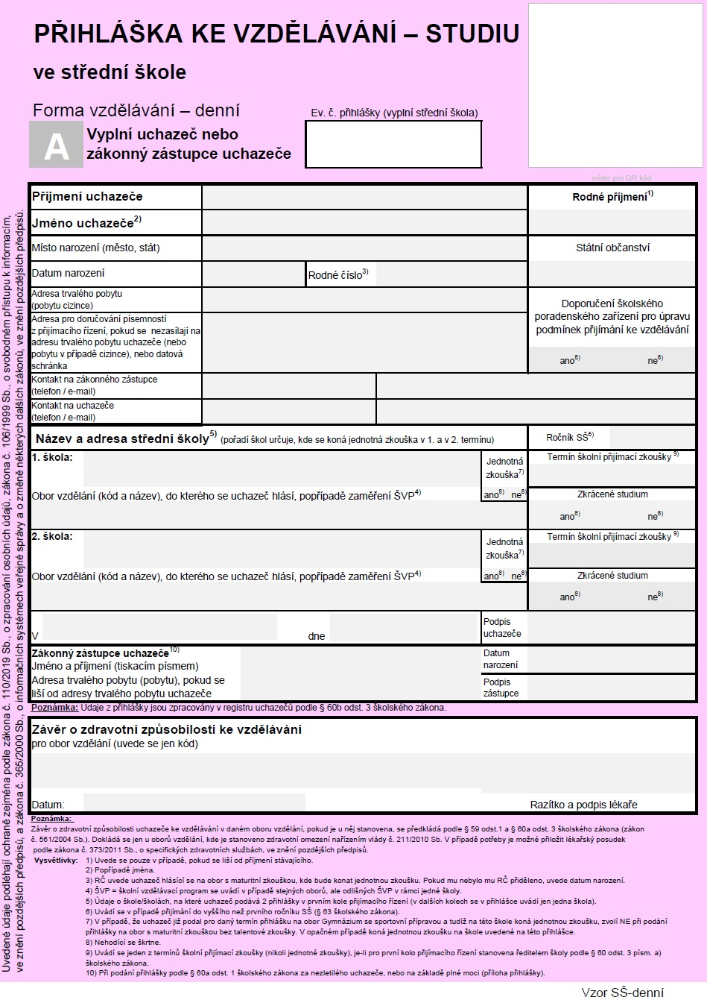 PŘIHLÁŠKA KE VZDĚLÁVÁNÍ – STUDIU
ve střední škole
Forma vzdělávání – denní
Ev. č. přihlášky (vyplní střední škola)
A
Vyplní uchazeč nebo
zákonný zástupce uchazeče
místo pro QR kód
Příjmení uchazeče
Rodné příjmení1)
Jméno uchazeče2)
Místo narození (město, stát)
Státní občanství
Datum narození
Rodné číslo3)
Adresa trvalého pobytu
(pobytu cizince)
Doporučení školského
poradenského zařízení pro úpravu
podmínek přijímání ke vzdělávání
Adresa pro doručování písemností
z přijímacího řízení, pokud se nezasílají na
adresu trvalého pobytu uchazeče (nebo
pobytu v případě cizince), nebo datová
schránka
ano8) ne8)
Kontakt na zákonného zástupce
(telefon / e-mail)
Kontakt na uchazeče
(telefon / e-mail)
Název a adresa střední školy5) (pořadí škol určuje, kde se koná jednotná zkouška v 1. a v 2. termínu)
Ročník SŠ6)
1. škola:
Jednotná
zkouška7)
Termín školní přijímací zkoušky 9)
Obor vzdělání (kód a název), do kterého se uchazeč hlásí, popřípadě zaměření ŠVP4)
ano8) ne8)
Zkrácené studium
ano8) ne8)
2. škola:
Jednotná
zkouška7)
Termín školní přijímací zkoušky 9)
Obor vzdělání (kód a název), do kterého se uchazeč hlásí, popřípadě zaměření ŠVP4)
ano8) ne8)
Zkrácené studium
ano8) ne8)
V
dne
Podpis
uchazeče
Zákonný zástupce uchazeče10)
Jméno a příjmení (tiskacím písmem)
Adresa trvalého pobytu (pobytu), pokud se
liší od adresy trvalého pobytu uchazeče
Datum
narození
Podpis
zástupce
Poznámka: Údaje z přihlášky jsou zpracovány v registru uchazečů podle § 60b odst. 3 školského zákona.
Závěr o zdravotní způsobilosti ke vzdělávání
pro obor vzdělání (uvede se jen kód)
Datum:
Razítko a podpis lékaře
Poznámka:
Závěr o zdravotní způsobilosti uchazeče ke vzdělávání v daném oboru vzdělání, pokud je u něj stanovena, se předkládá podle § 59 odst.1 a § 60a odst. 3 školského zákona (zákon
č. 561/2004 Sb.). Dokládá se jen u oborů vzdělání, kde je stanoveno zdravotní omezení nařízením vlády č. 211/2010 Sb. V případě potřeby je možné přiložit lékařský posudek
podle zákona č. 373/2011 Sb., o specifických zdravotních službách, ve znění pozdějších předpisů.
Vysvětlivky: 1) Uvede se pouze v případě, pokud se liší od příjmení stávajícího.
2) Popřípadě jména.
3) RČ uvede uchazeč hlásící se na obor s maturitní zkouškou, kde bude konat jednotnou zkoušku. Pokud mu nebylo mu RČ přiděleno, uvede datum narození.
4) ŠVP = školní vzdělávací program se uvádí v případě stejných oborů, ale odlišných ŠVP v rámci jedné školy.
5) Údaje o škole/školách, na které uchazeč podává 2 přihlášky v prvním kole přijímacího řízení (v dalších kolech se v přihlášce uvádí jen jedna škola).
6) Uvádí se v případě přijímání do vyššího než prvního ročníku SŠ (§ 63 školského zákona).
7) V případě, že uchazeč již podal pro daný termín přihlášku na obor Gymnázium se sportovní přípravou a tudíž na této škole koná jednotnou zkoušku, zvolí NE při podání
přihlášky na obor s maturitní zkouškou bez talentové zkoušky. V opačném případě koná jednotnou zkoušku na škole uvedené na této přihlášce.
8) Nehodící se škrtne.
9) Uvádí se jeden z termínů školní přijímací zkoušky (nikoli jednotné zkoušky), je-li pro první kolo přijímacího řízení stanovena ředitelem školy podle § 60 odst. 3 písm. a)
školského zákona.
10) Při podání přihlášky podle § 60a odst. 1 školského zákona za nezletilého uchazeče, nebo na základě plné moci (příloha přihlášky).
Uvedené údaje podléhají ochraně zejména podle zákona č. 110/2019 Sb., o zpracování osobních údajů, zákona č. 106/1999 Sb., o svobodném přístupu k informacím,
ve znění pozdějších předpisů, a zákona č. 365/2000 Sb., o informačních systémech veřejné správy a o změně některých dalších zákonů, ve znění pozdějších předpisů.
Vzor SŠ-denní